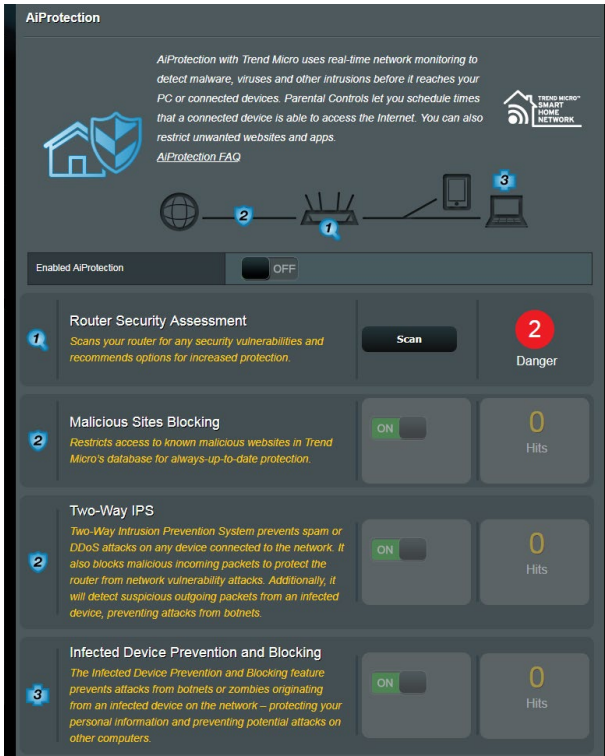 AiProtection
AiProtection with Trend Micro uses real-time network monitoring to
detect malware, viruses and other intrusions before it reaches your
PC or connected devices. Parental Controls let you schedule times
that a connected device is able to access the Internet. You can also
restrict unwanted websites and apps.
AiProtection FAQ
TREND MICRO™
SMART
HOME
NETWORK
3
2
1
Enabled AiProtection
OFF
1
Router Security Assessment
Scans your router for any security vulnerabilities and
recommends options for increased protection.
Scan
2
Danger
2
Malicious Sites Blocking
Restricts access to known malicious websites in Trend
Micro's database for always-up-to-date protection.
ON
0
Hits
2
Two-Way IPS
Two-Way Intrusion Prevention System prevents spam or
DDoS attacks on any device connected to the network. It
also blocks malicious incoming packets to protect the
router from network vulnerability attacks. Additionally, it
will detect suspicious outgoing packets from an infected
device, preventing attacks from botnets.
ON
0
Hits
3
Infected Device Prevention and Blocking
The Infected Device Prevention and Blocking feature
prevents attacks from botnets or zombies originating
from an infected device on the network – protecting your
personal information and preventing potential attacks on
other computers.
ON
0
Hits